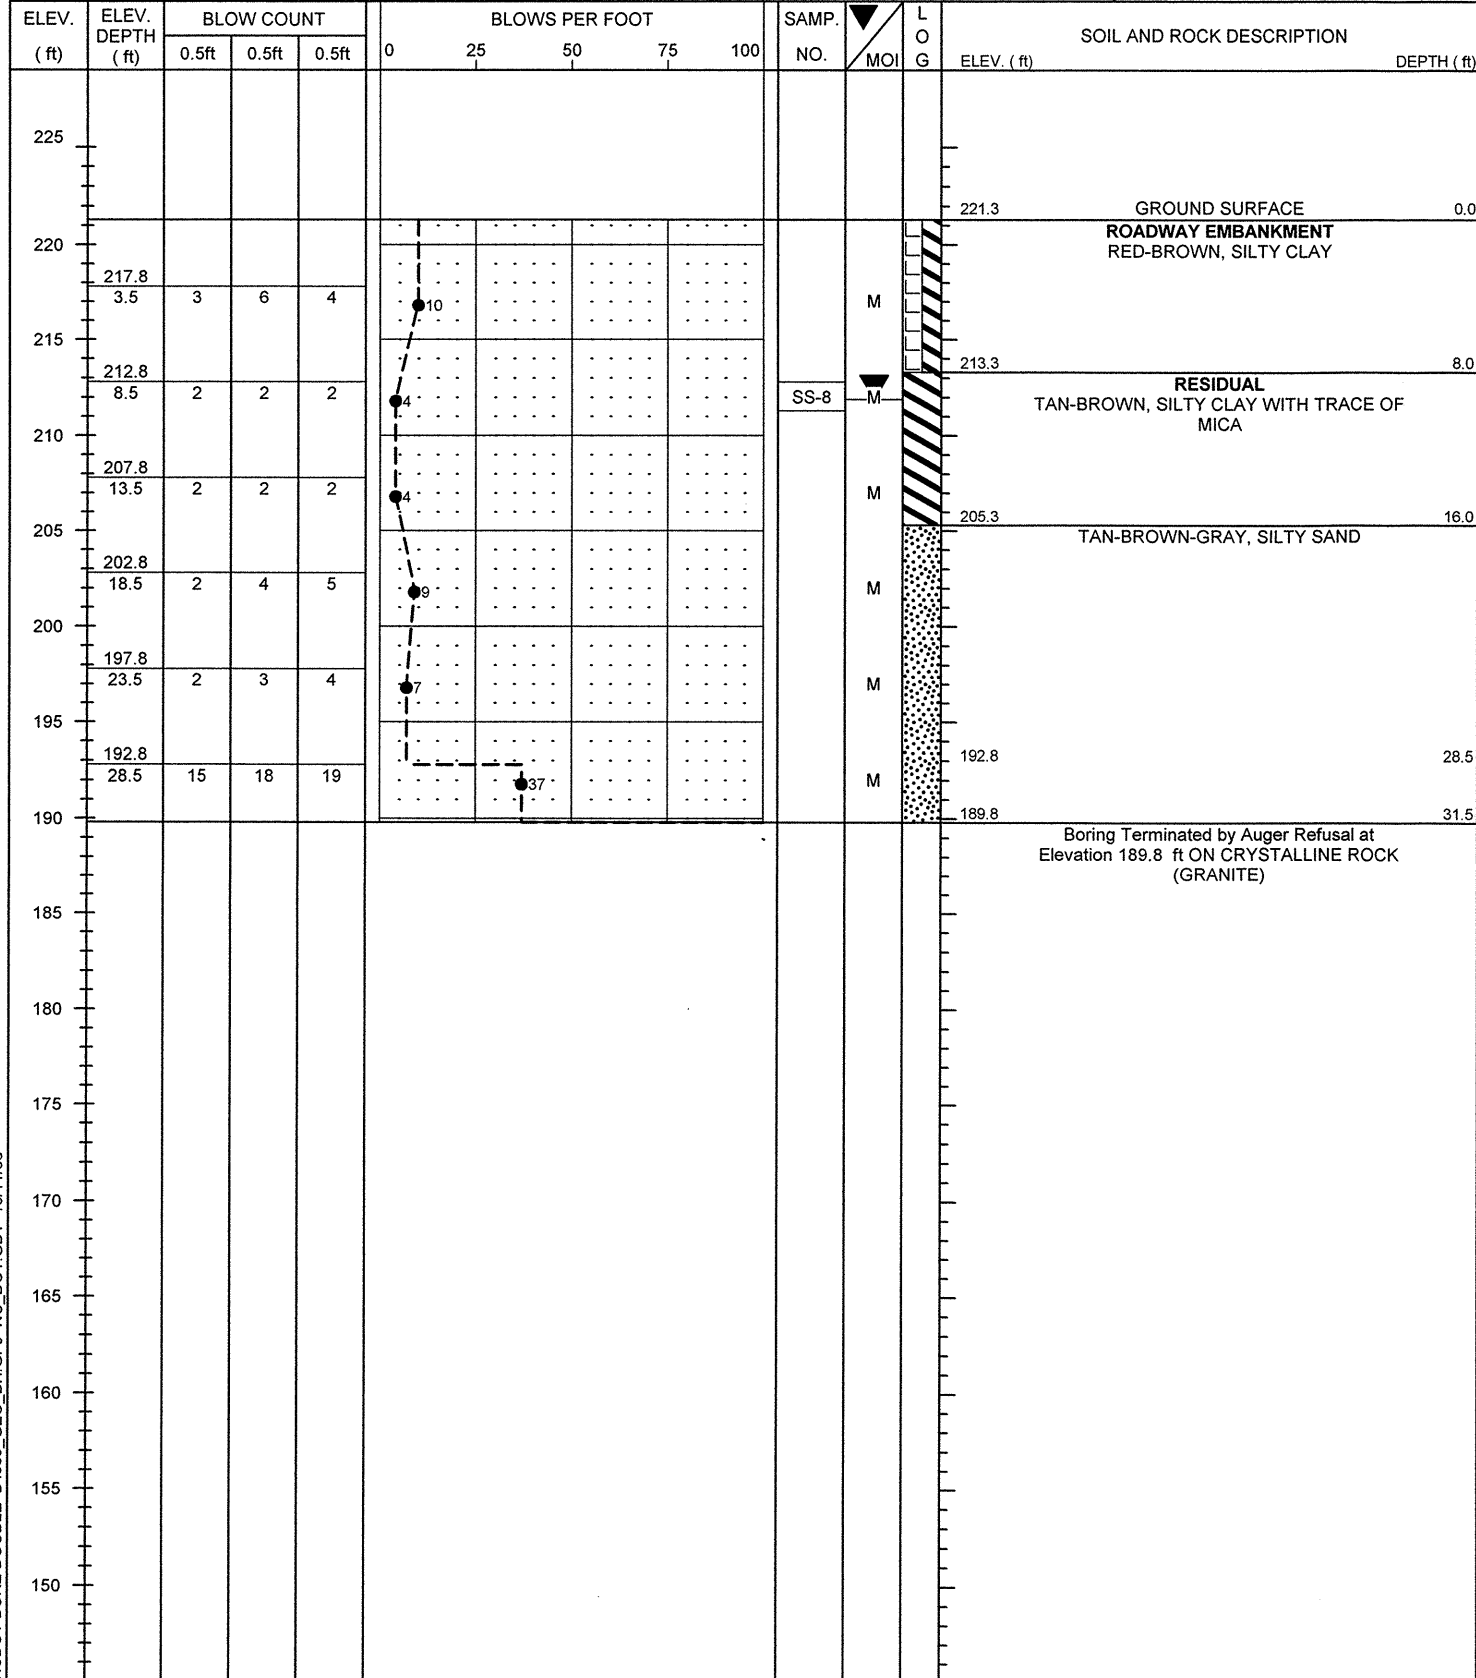 ELEV. ELEV. BLOW COUNT BLOWS PER FOOT SAMP. L
DEPTH O SOIL AND ROCK DESCRIPTION
( ft) ( ft) 0.5ft 0.5ft 0.5ft 0 25 50 75 100 NO. MOI G ELEV. ( ft) DEPTH ( ft)
225
221.3 GROUND SURFACE 0.0
ROADWAY EMBANKMENT
220 RED-BROWN, SILTY CLAY
217.8
3.5 3 6 4 10 M
215
213.3 8.0
212.8 RESIDUAL
8.5 2 2 2 4 SS-8 M TAN-BROWN, SILTY CLAY WITH TRACE OF
210 MICA
207.8
13.5 2 2 2 4 M
205.3 16.0
205 TAN-BROWN-GRAY, SILTY SAND
202.8
18.5 2 4 5 9 M
200
197.8
23.5 2 3 4 7 M
195
192.8 192.8 28.5
28.5 15 18 19 37 M
190 189.8 31.5
Boring Terminated by Auger Refusal at
Elevation 189.8 ft ON CRYSTALLINE ROCK
(GRANITE)
185
180
175
170
165
160
155
150